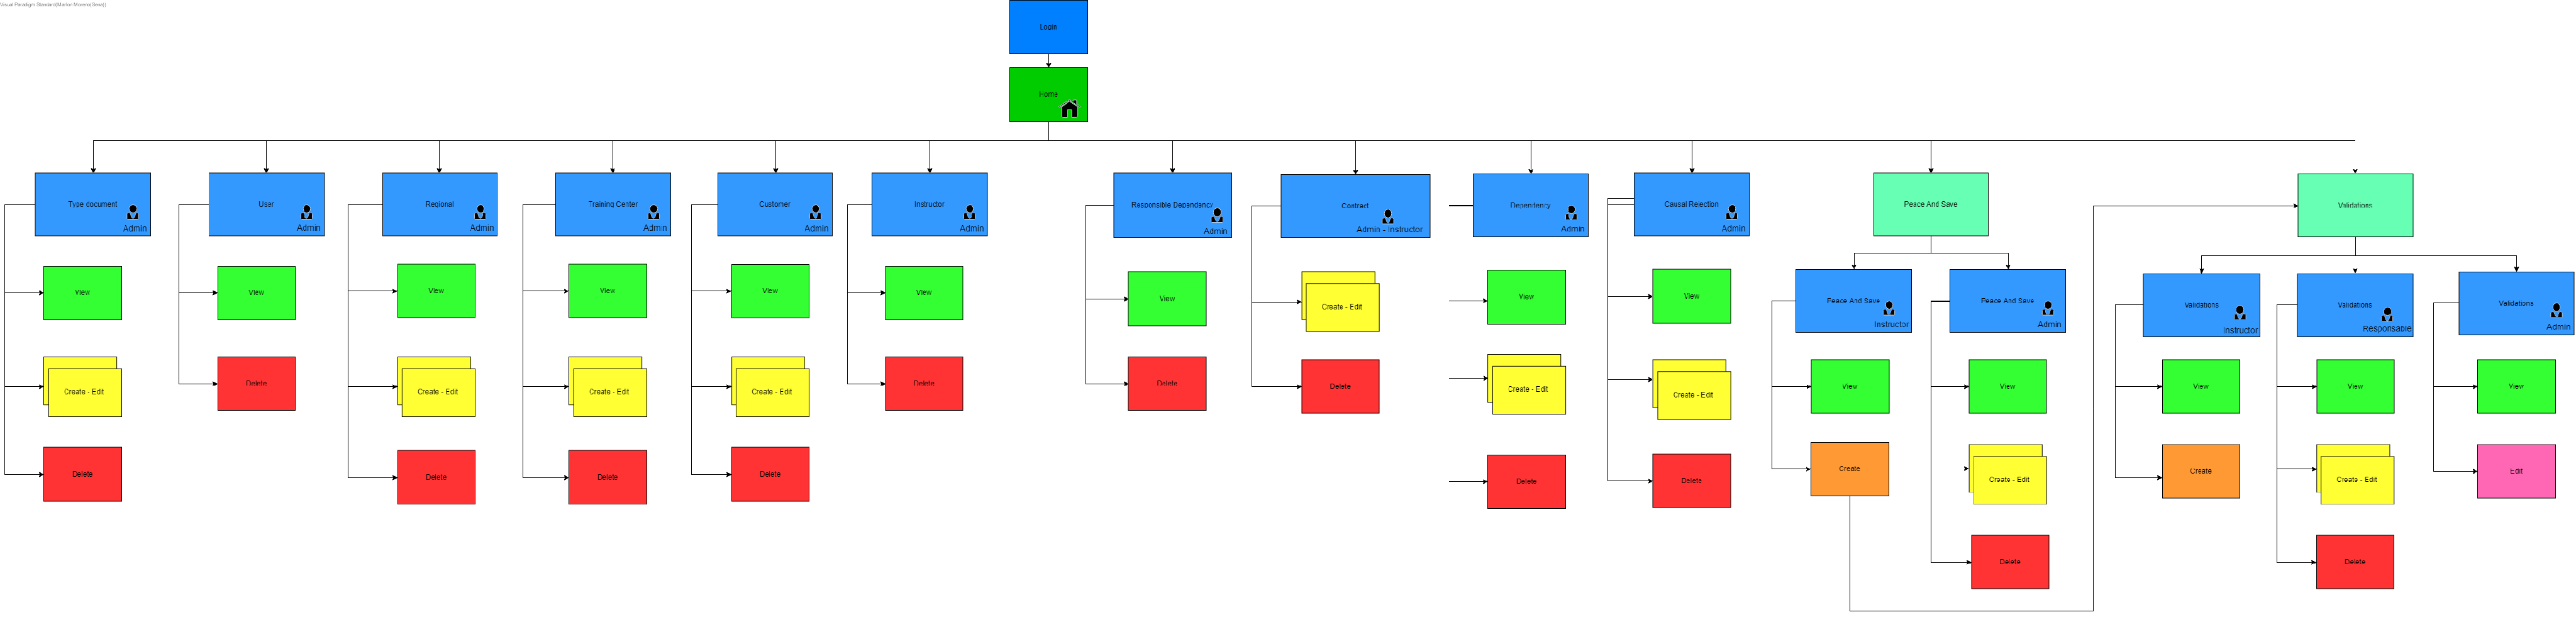 Visual Paradigm Standard(Marlon Moreno(Sena))
Login
Home
Type document
Admin
User
Admin
Regional
Admin
Training Center
Admin
Customer
Admin
Instructor
Admin
Responsible Dependency
Admin
Contract
Admin - Instructor
Dependency
Admin
Causal Rejection
Admin
Peace And Save
Validations
View
View
View
View
View
View
View
Create - Edit
View
View
Peace And Save
Instructor
Peace And Save
Admin
Validations
Instructor
Validations
Responsable
Validations
Admin
Create - Edit
Delete
Create - Edit
Create - Edit
Create - Edit
Delete
Delete
Delete
Create - Edit
Create - Edit
View
View
View
View
View
Delete
Delete
Delete
Delete
Delete
Delete
Create
Create - Edit
Create
Create - Edit
Edit
Delete
Delete